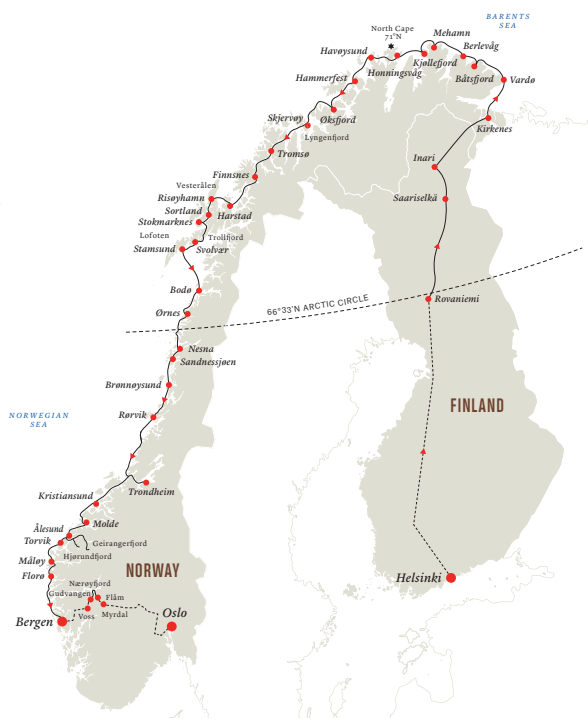 BARENTS
SEA
North Cape
71°N
Mehamn
Berlevåg
Havøysund
Kjøllefjord
Honningsvåg
Båtsfjord
Vardø
Hammerfest
Øksfjord
Skjervøy
Lyngenfjord
Kirkenes
Tromsø
Inari
Finnsnes
Vesterålen
Risøyhamn
Saariselkä
Sortland
Harstad
Stokmarknes
Lofoten
Trollfjord
Stamsund
Svolvær
Bodø
66°33'N ARCTIC CIRCLE
Rovaniemi
Ørnes
Nesna
Sandnessjøen
Brønnøysund
NORWEGIAN
SEA
Rørvik
FINLAND
Trondheim
Kristiansund
Molde
Ålesund
Torvik
Geirangerfjord
Hjørundfjord
Måløy
Florø
NORWAY
Helsinki
Nærøyfjord
Gudvangen
Flåm
Oslo
Myrdal
Voss
Bergen